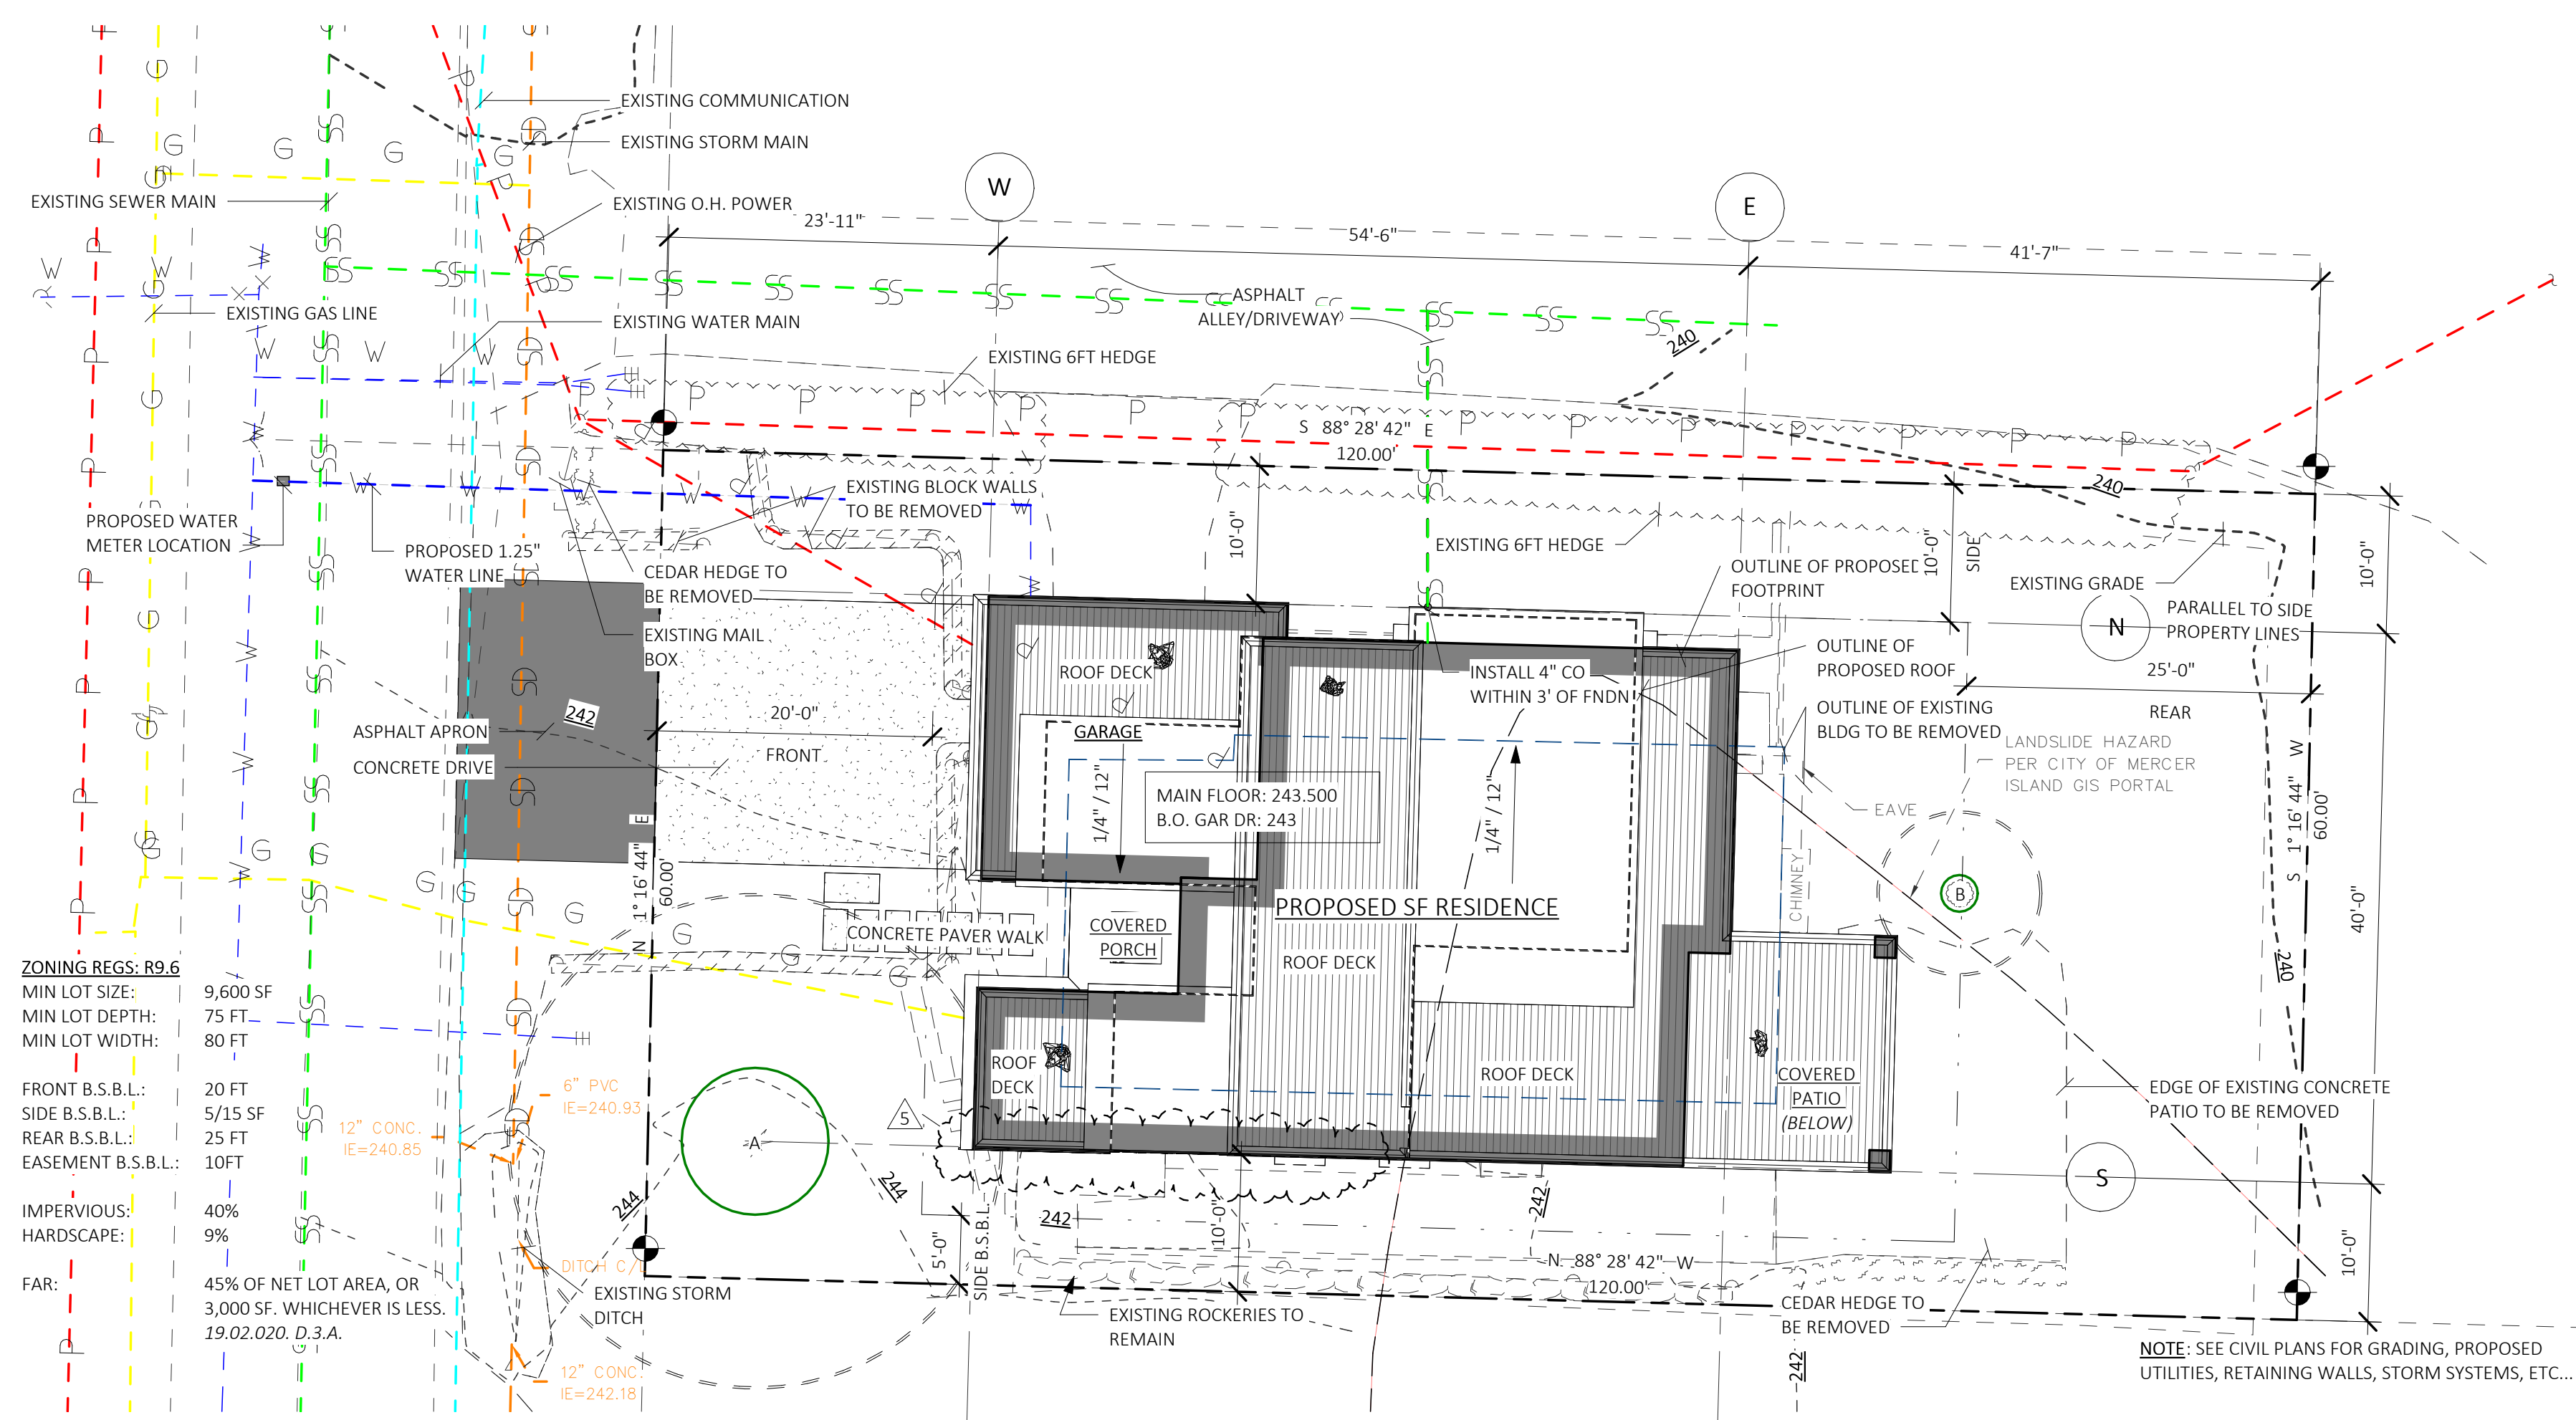 EXISTING COMMUNICATION
EXISTING STORM MAIN
EXISTING SEWER MAIN
EXISTING O.H. POWER
W
E
23'-11"
54'-6"
41'-7"
EXISTING GAS LINE
EXISTING WATER MAIN
ASPHALT
ALLEY/DRIVEWAY
EXISTING 6FT HEDGE
240
S 88° 28' 42" E
120.00'
PROPOSED WATER
METER LOCATION
PROPOSED 1.25"
WATER LINE
EXISTING BLOCK WALLS
TO BE REMOVED
CEDAR HEDGE TO
BE REMOVED
EXISTING MAIL
BOX
10'-0"
EXISTING 6FT HEDGE
OUTLINE OF PROPOSED
FOOTPRINT
10'-0"
SIDE
EXISTING GRADE
240
10'-0"
N
PARALLEL TO SIDE
PROPERTY LINES
25'-0"
REAR
OUTLINE OF
PROPOSED ROOF
OUTLINE OF EXISTING
BLDG TO BE REMOVED
LANDSLIDE HAZARD
PER CITY OF MERCER
ISLAND GIS PORTAL
EAVE
CHIMNEY
B
ROOF DECK
INSTALL 4" CO
WITHIN 3' OF FNDN
242
ASPHALT APRON
CONCRETE DRIVE
20'-0"
FRONT
GARAGE
1/4" / 12"
1/4" / 12"
MAIN FLOOR: 243.500
B.O. GAR DR: 243
N 1° 16' 44" E
60.00'
S 1° 16' 44" W
60.00'
40'-0"
240
PROPOSED SF RESIDENCE
COVERED
PORCH
CONCRETE PAVER WALK
ROOF DECK
ROOF
DECK
ROOF DECK
COVERED
PATIO
(BELOW)
EDGE OF EXISTING CONCRETE
PATIO TO BE REMOVED
ZONING REGS: R9.6
MIN LOT SIZE: 9,600 SF
MIN LOT DEPTH: 75 FT
MIN LOT WIDTH: 80 FT
FRONT B.S.B.L.: 20 FT
SIDE B.S.B.L.: 5/15 SF
REAR B.S.B.L.: 25 FT
EASEMENT B.S.B.L.: 10FT
IMPERVIOUS: 40%
HARDSCAPE: 9%
FAR: 45% OF NET LOT AREA, OR
3,000 SF. WHICHEVER IS LESS.
19.02.020. D.3.A.
6" PVC
IE=240.93
12" CONC.
IE=240.85
A
5
244
244
242
242
242
S
5'-0"
SIDE B.S.B.L.
10'-0"
10'-0"
DITCH C/L
EXISTING STORM
DITCH
12" CONC.
IE=242.18
EXISTING ROCKERIES TO
REMAIN
N 88° 28' 42" W
120.00'
CEDAR HEDGE TO
BE REMOVED
NOTE: SEE CIVIL PLANS FOR GRADING, PROPOSED
UTILITIES, RETAINING WALLS, STORM SYSTEMS, ETC...